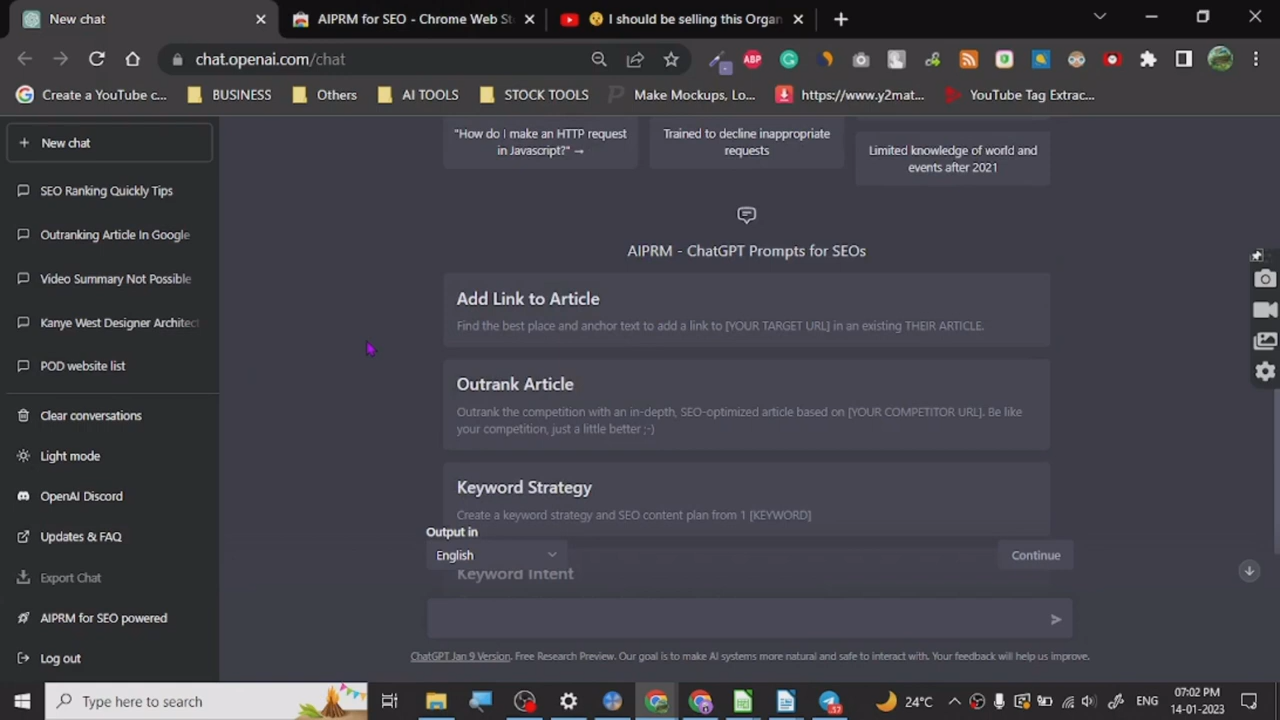 New chat
AIPRM for SEO - Chrome Web St
I should be selling this Organ
chat.openai.com/chat
ABP
Create a YouTube c...
BUSINESS
Others
AI TOOLS
STOCK TOOLS
Make Mockups, Lo...
https://www.y2mat...
YouTube Tag Extrac...
New chat
SEO Ranking Quickly Tips
Outranking Article In Google
Video Summary Not Possible
Kanye West Designer Architect
POD website list
Clear conversations
Light mode
OpenAI Discord
Updates & FAQ
Export Chat
AIPRM for SEO powered
Log out
"How do I make an HTTP request
in Javascript?" →
Trained to decline inappropriate
requests
Limited knowledge of world and
events after 2021
AIPRM - ChatGPT Prompts for SEOs
Add Link to Article
Find the best place and anchor text to add a link to [YOUR TARGET URL] in an existing THEIR ARTICLE.
Outrank Article
Outrank the competition with an in-depth, SEO-optimized article based on [YOUR COMPETITOR URL]. Be like
your competition, just a little better ;-)
Keyword Strategy
Create a keyword strategy and SEO content plan from 1 [KEYWORD]
Output in
English
Continue
Keyword Intent
ChatGPT Jan 9 Version. Free Research Preview. Our goal is to make AI systems more natural and safe to interact with. Your feedback will help us improve.
Type here to search
24°C
ENG
07:02 PM
14-01-2023